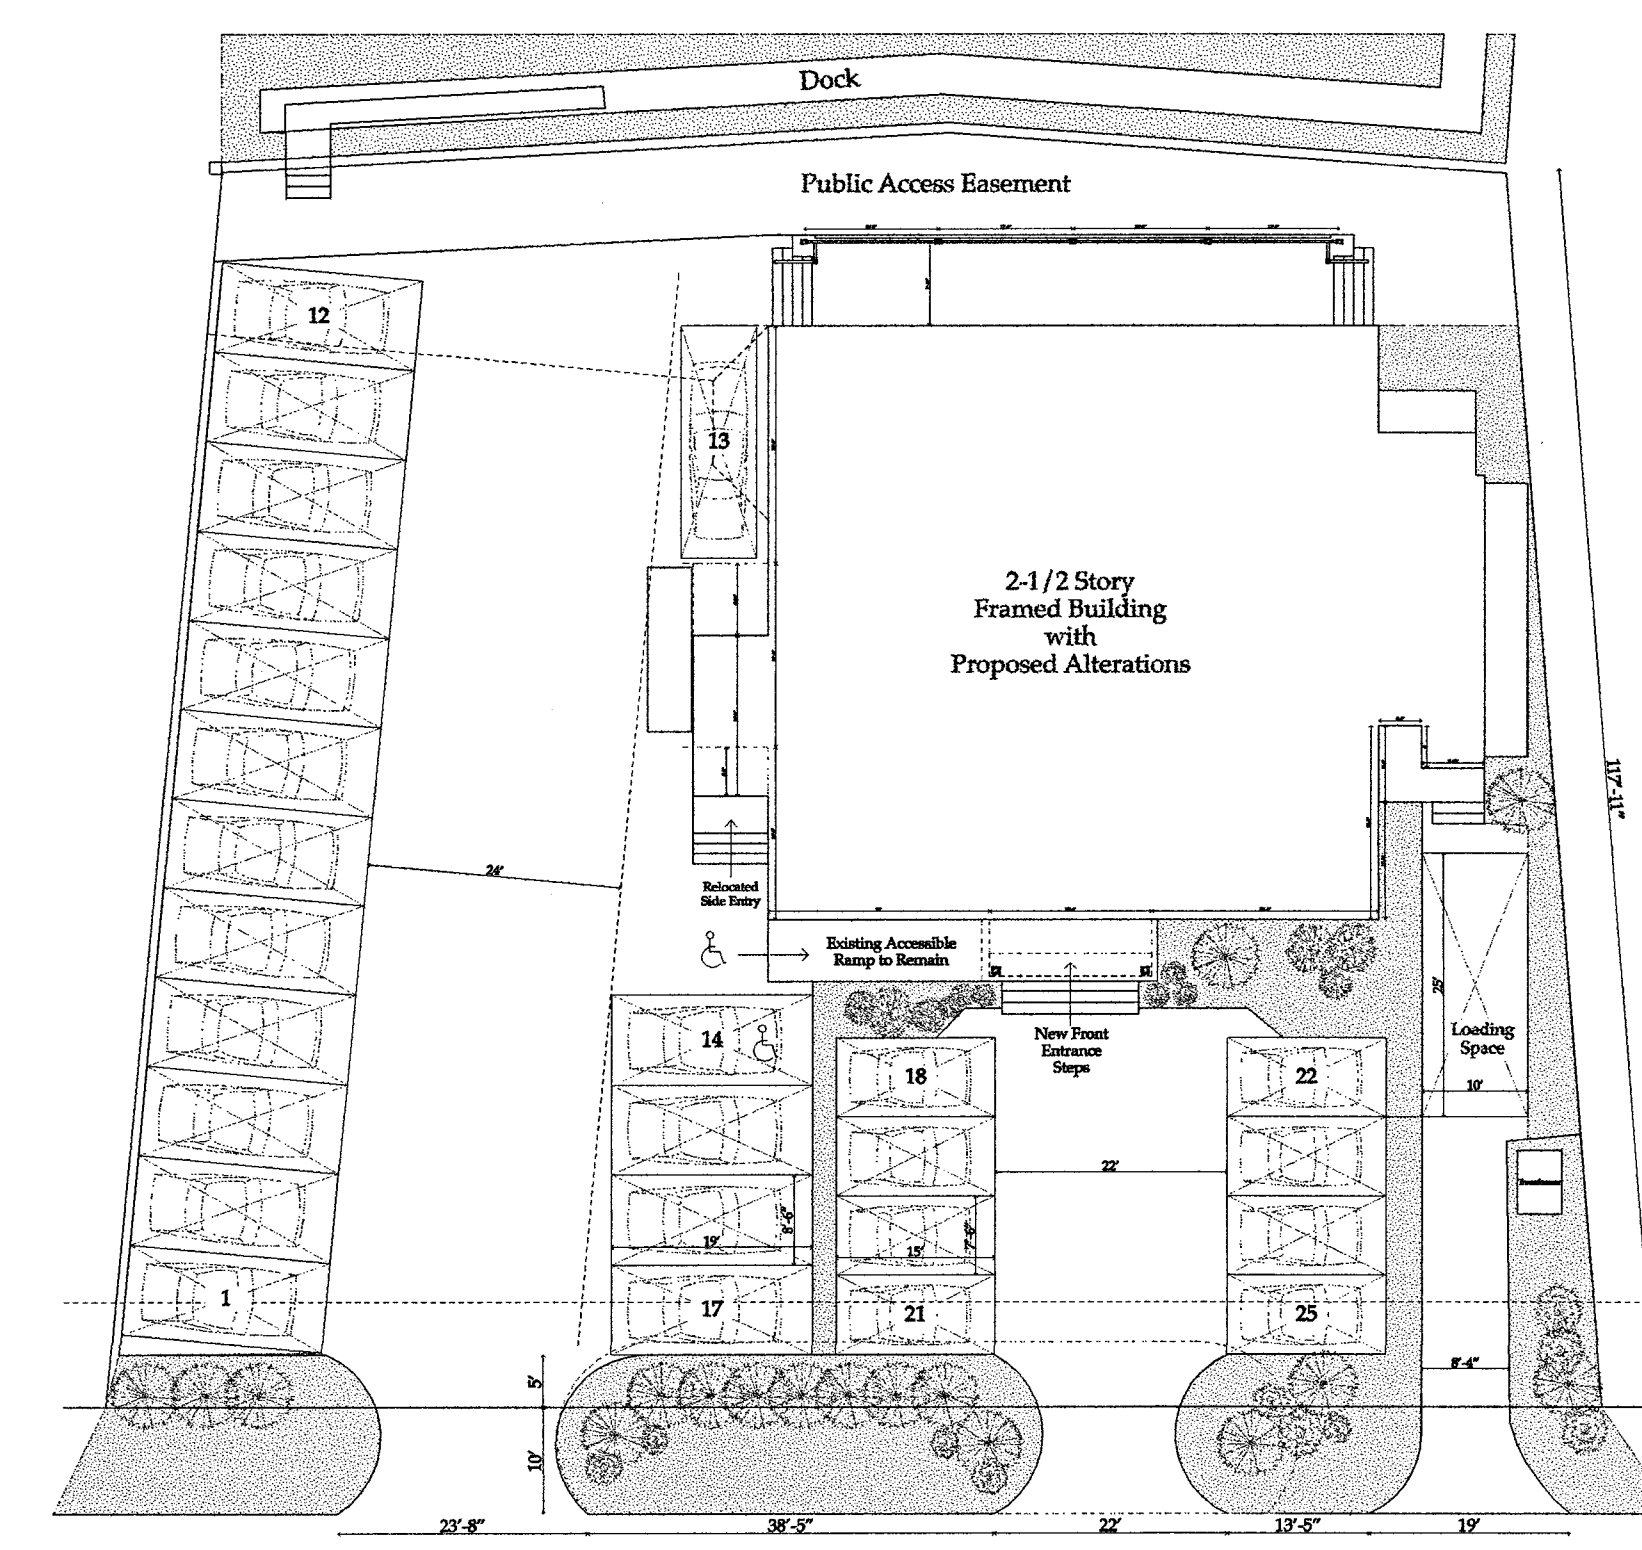 Dock
Public Access Easement
12
13
2-1/2 Story
Framed Building
with
Proposed Alterations
117'-11"
24'
Relocated
Side Entry
Existing Accessible
Ramp to Remain
25'
14
New Front
Entrance
Steps
Loading
Space
18
22
10'
22'
8'-6"
19'
7'-6"
15'
1
17
21
25
8'-4"
5'
10'
23'-8"
38'-5"
22'
13'-5"
19'